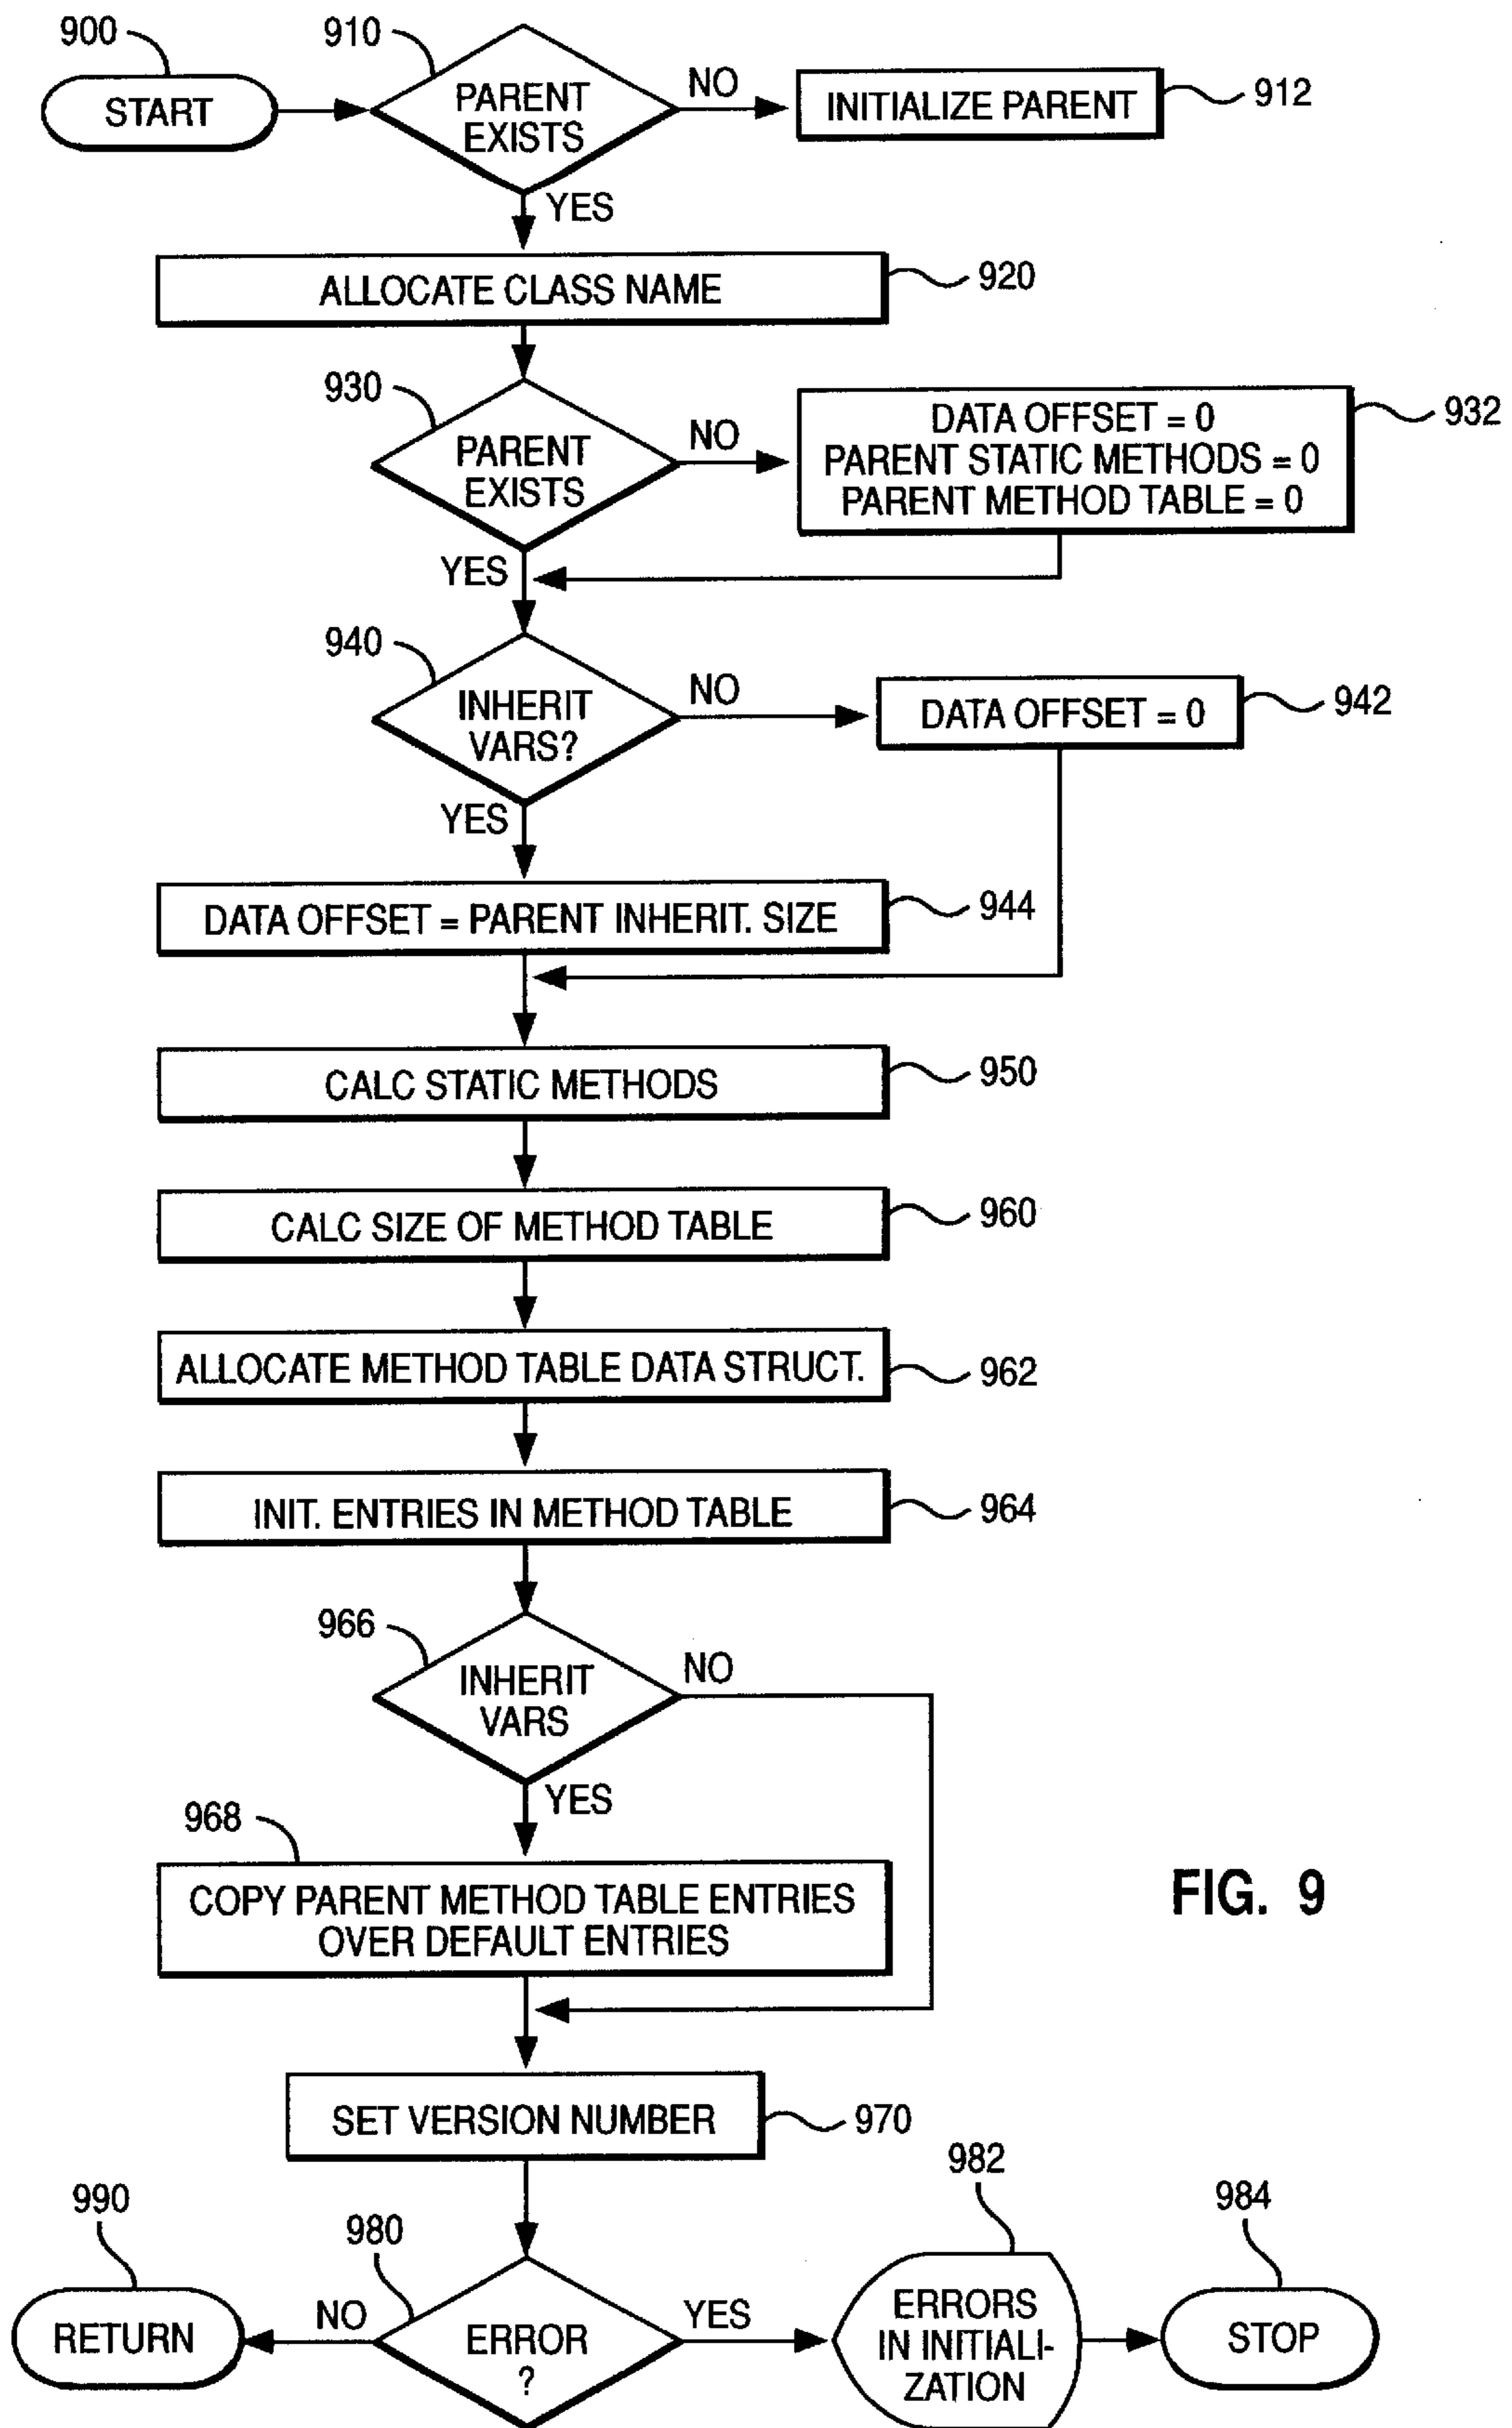 900
910
START
PARENT
EXISTS
NO
INITIALIZE PARENT
912
YES
ALLOCATE CLASS NAME
920
930
PARENT
EXISTS
NO
DATA OFFSET = 0
PARENT STATIC METHODS = 0
PARENT METHOD TABLE = 0
932
YES
940
INHERIT
VARS?
NO
DATA OFFSET = 0
942
YES
DATA OFFSET = PARENT INHERIT. SIZE
944
CALC STATIC METHODS
950
CALC SIZE OF METHOD TABLE
960
ALLOCATE METHOD TABLE DATA STRUCT.
962
INIT. ENTRIES IN METHOD TABLE
964
966
INHERIT
VARS
NO
YES
968
COPY PARENT METHOD TABLE ENTRIES
OVER DEFAULT ENTRIES
FIG. 9
SET VERSION NUMBER
970
990
980
982
984
RETURN
NO
ERROR
?
YES
ERRORS
IN INITIALI-
ZATION
STOP